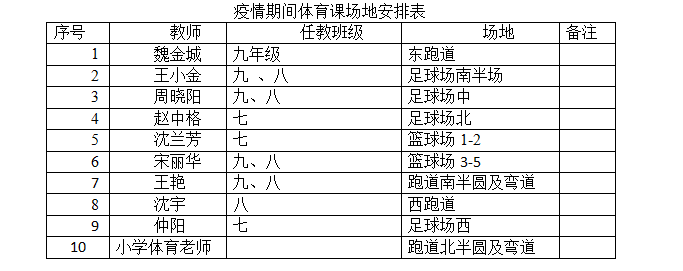 疫情期间体育课场地安排表
序号 教师 任教班级 场地 备注
1 魏金城 九年级 东跑道
2 王小金 九 、八 足球场南半场
3 周晓阳 九、八 足球场中
4 赵中格 七 足球场北
5 沈兰芳 七 篮球场 1-2
6 宋丽华 九、八 篮球场 3-5
7 王艳 九、八 跑道南半圆及弯道
8 沈宇 八 西跑道
9 仲阳 七 足球场西
10 小学体育老师 跑道北半圆及弯道